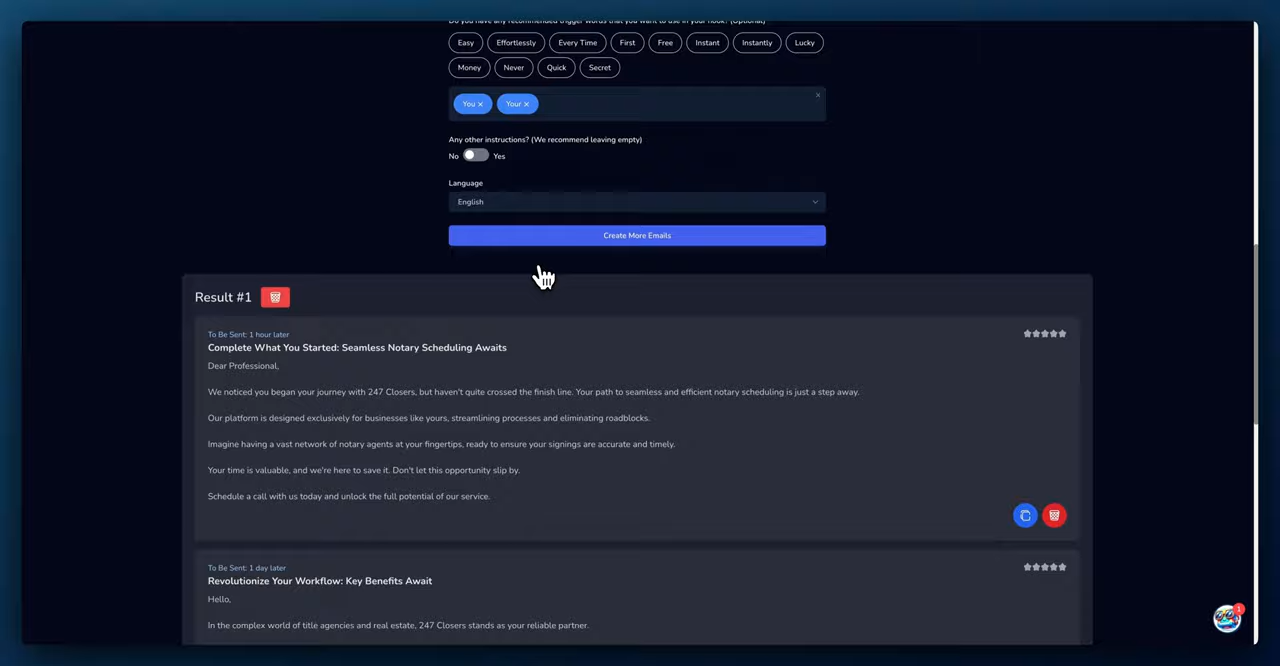 Do you have any recommended trigger words that you want to use in your hook? (Optional)
Easy Effortlessly Every Time First Free Instant Instantly Lucky
Money Never Quick Secret
You × Your ×
×
Any other instructions? (We recommend leaving empty)
No Yes
Language
English
Create More Emails
Result #1
To Be Sent: 1 hour later
Complete What You Started: Seamless Notary Scheduling Awaits
Dear Professional,
We noticed you began your journey with 247 Closers, but haven't quite crossed the finish line. Your path to seamless and efficient notary scheduling is just a step away.
Our platform is designed exclusively for businesses like yours, streamlining processes and eliminating roadblocks.
Imagine having a vast network of notary agents at your fingertips, ready to ensure your signings are accurate and timely.
Your time is valuable, and we're here to save it. Don't let this opportunity slip by.
Schedule a call with us today and unlock the full potential of our service.
To Be Sent: 1 day later
Revolutionize Your Workflow: Key Benefits Await
Hello,
In the complex world of title agencies and real estate, 247 Closers stands as your reliable partner.
1